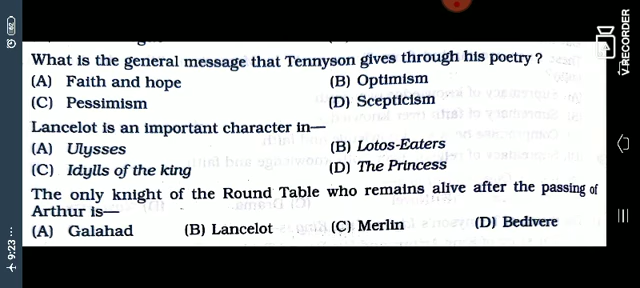 What is the general message that Tennyson gives through his poetry ?
(A) Faith and hope (B) Optimism
(C) Pessimism (D) Scepticism
Lancelot is an important character in—
(A) Ulysses (B) Lotos-Eaters
(C) Idylls of the king (D) The Princess
The only knight of the Round Table who remains alive after the passing of
Arthur is—
(A) Galahad (B) Lancelot (C) Merlin (D) Bedivere
V.RECORDER
9:23 ...